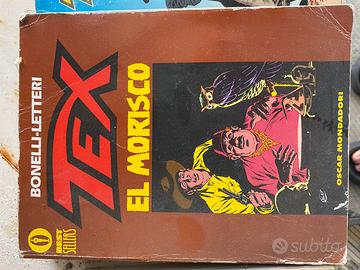 BONELLI-LETTERI
TEX
EL MORISCO
OSCAR MONDADORI
BEST
SELLERS
subito